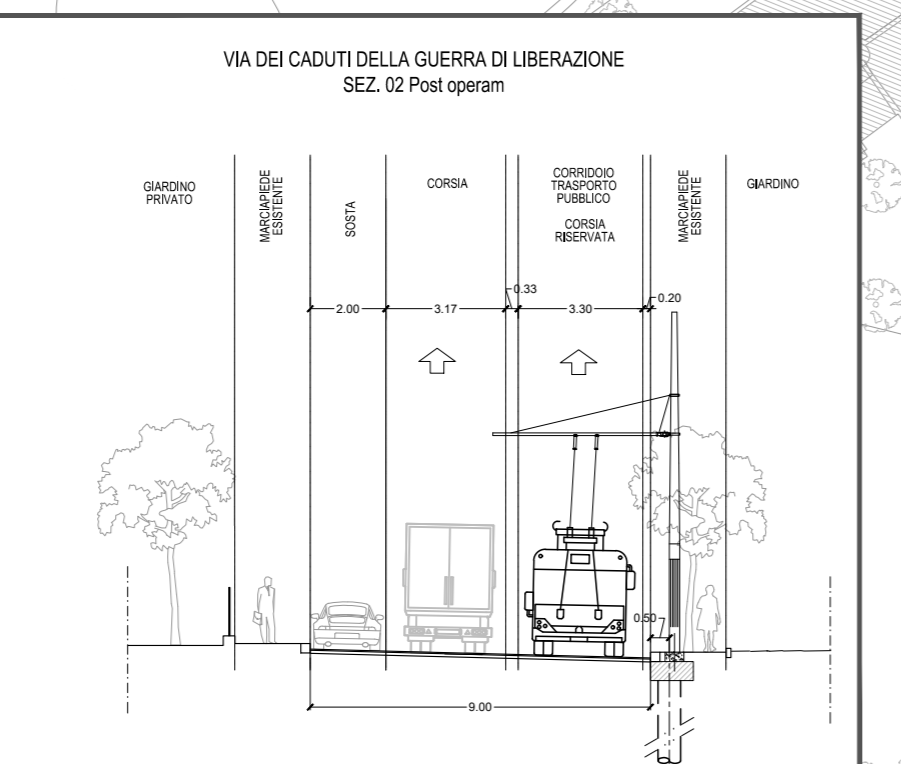 VIA DEI CADUTI DELLA GUERRA DI LIBERAZIONE
SEZ. 02 Post operam
GIARDINO
PRIVATO
MARCIAPIEDE
ESISTENTE
SOSTA
CORSIA
CORRIDOIO
TRASPORTO
PUBBLICO
CORSIA
RISERVATA
MARCIAPIEDE
ESISTENTE
GIARDINO
2.00
3.17
0.33
3.30
0.20
0.50
9.00